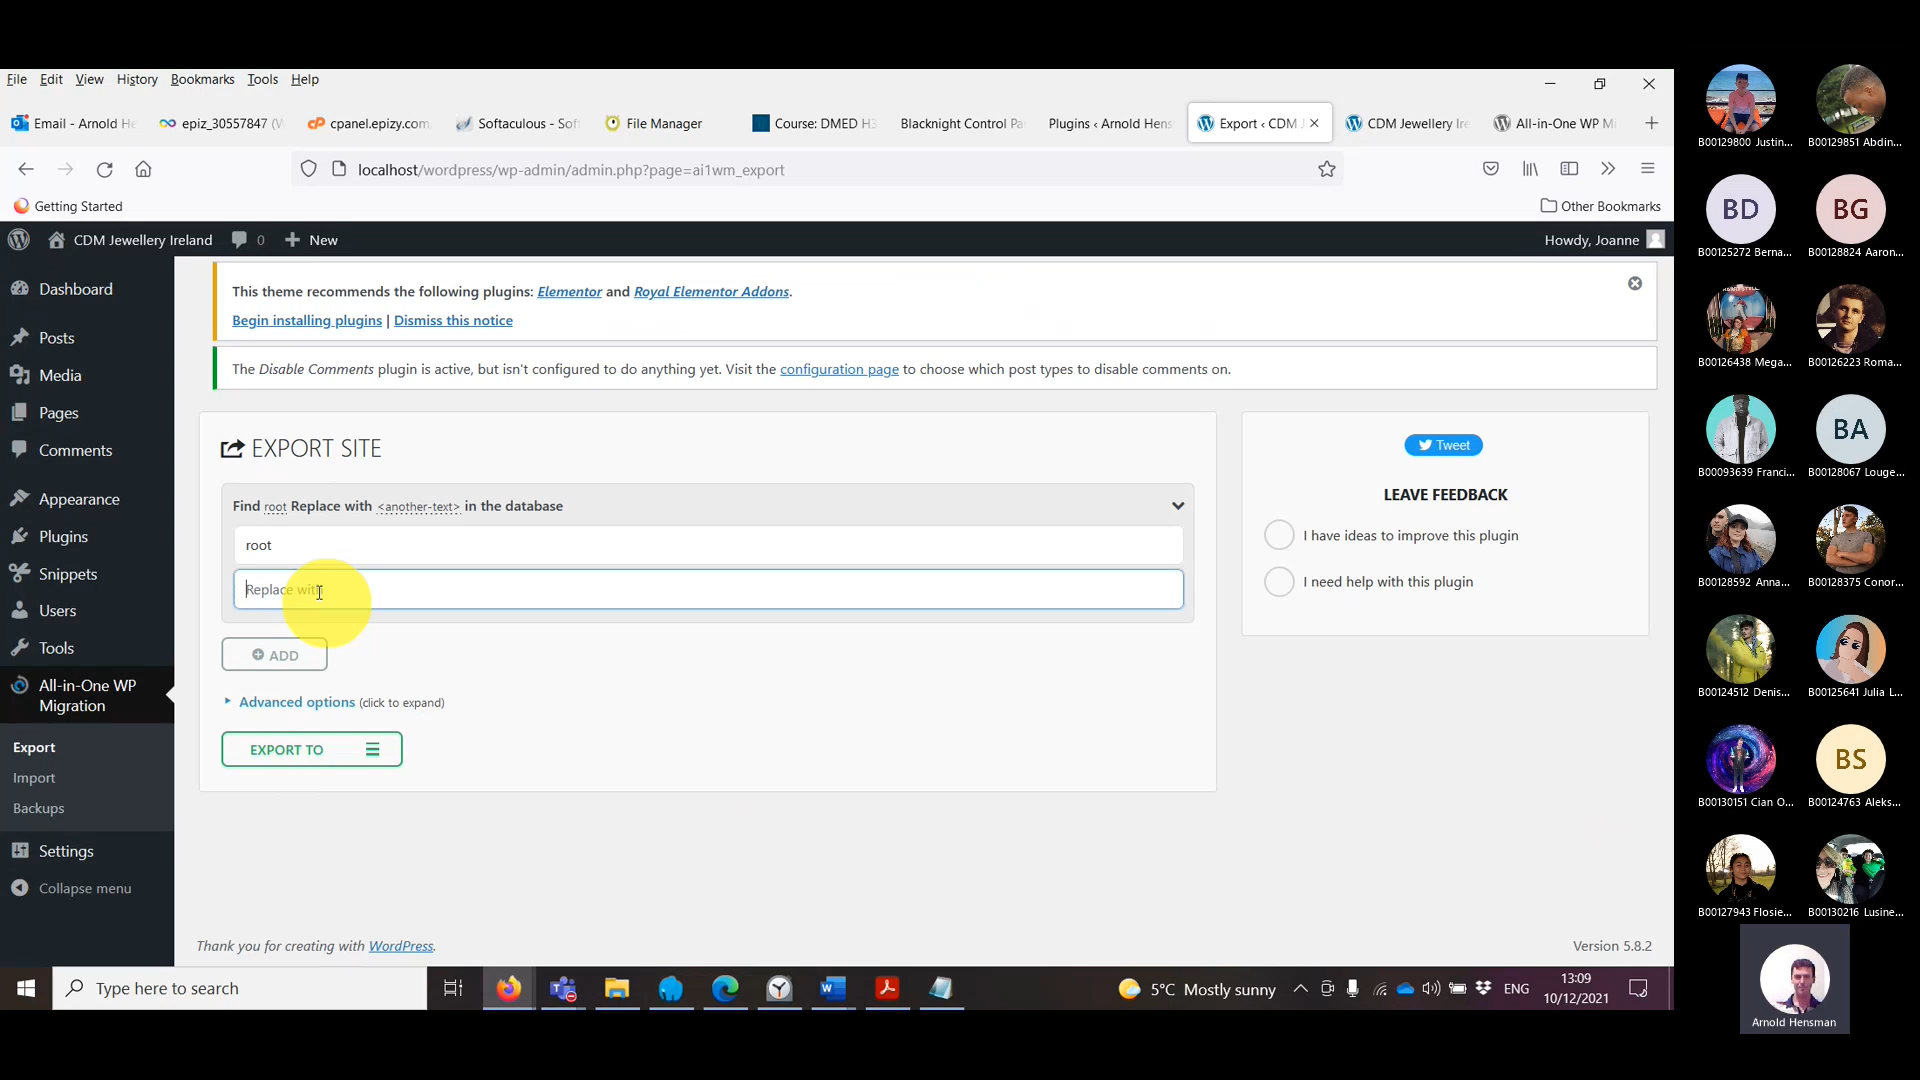 File Edit View History Bookmarks Tools Help
Email - Arnold He
epiz_30557847 (V
cpanel.epizy.com
Softaculous - Soft
File Manager
Course: DMED H3
Blacknight Control Pa
Plugins ‹ Arnold Hens
Export ‹ CDM J
CDM Jewellery Ire
All-in-One WP Mi
localhost/wordpress/wp-admin/admin.php?page=ai1wm_export
Getting Started
Other Bookmarks
CDM Jewellery Ireland 0 New
Howdy, Joanne
Dashboard
Posts
Media
Pages
Comments
Appearance
Plugins
Snippets
Users
Tools
All-in-One WP
Migration
Export
Import
Backups
Settings
Collapse menu
This theme recommends the following plugins: Elementor and Royal Elementor Addons.
Begin installing plugins | Dismiss this notice
The Disable Comments plugin is active, but isn't configured to do anything yet. Visit the configuration page to choose which post types to disable comments on.
EXPORT SITE
Find root Replace with <another-text> in the database
root
Replace with
ADD
Advanced options (click to expand)
EXPORT TO
Tweet
LEAVE FEEDBACK
I have ideas to improve this plugin
I need help with this plugin
Thank you for creating with WordPress.
Version 5.8.2
Type here to search
5°C Mostly sunny
ENG
13:09
10/12/2021
B00129800 Justin...
B00129851 Abdin...
BD
BG
B00125272 Berna...
B00128824 Aaron...
B00126438 Mega...
B00126223 Roma...
BA
B00093639 Franci...
B00128067 Louge...
B00128592 Anna...
B00128375 Conor...
B00124512 Denis...
B00125641 Julia L...
BS
B00130151 Cian O...
B00124763 Aleks...
B00127943 Flosie...
B00130216 Lusine...
Arnold Hensman